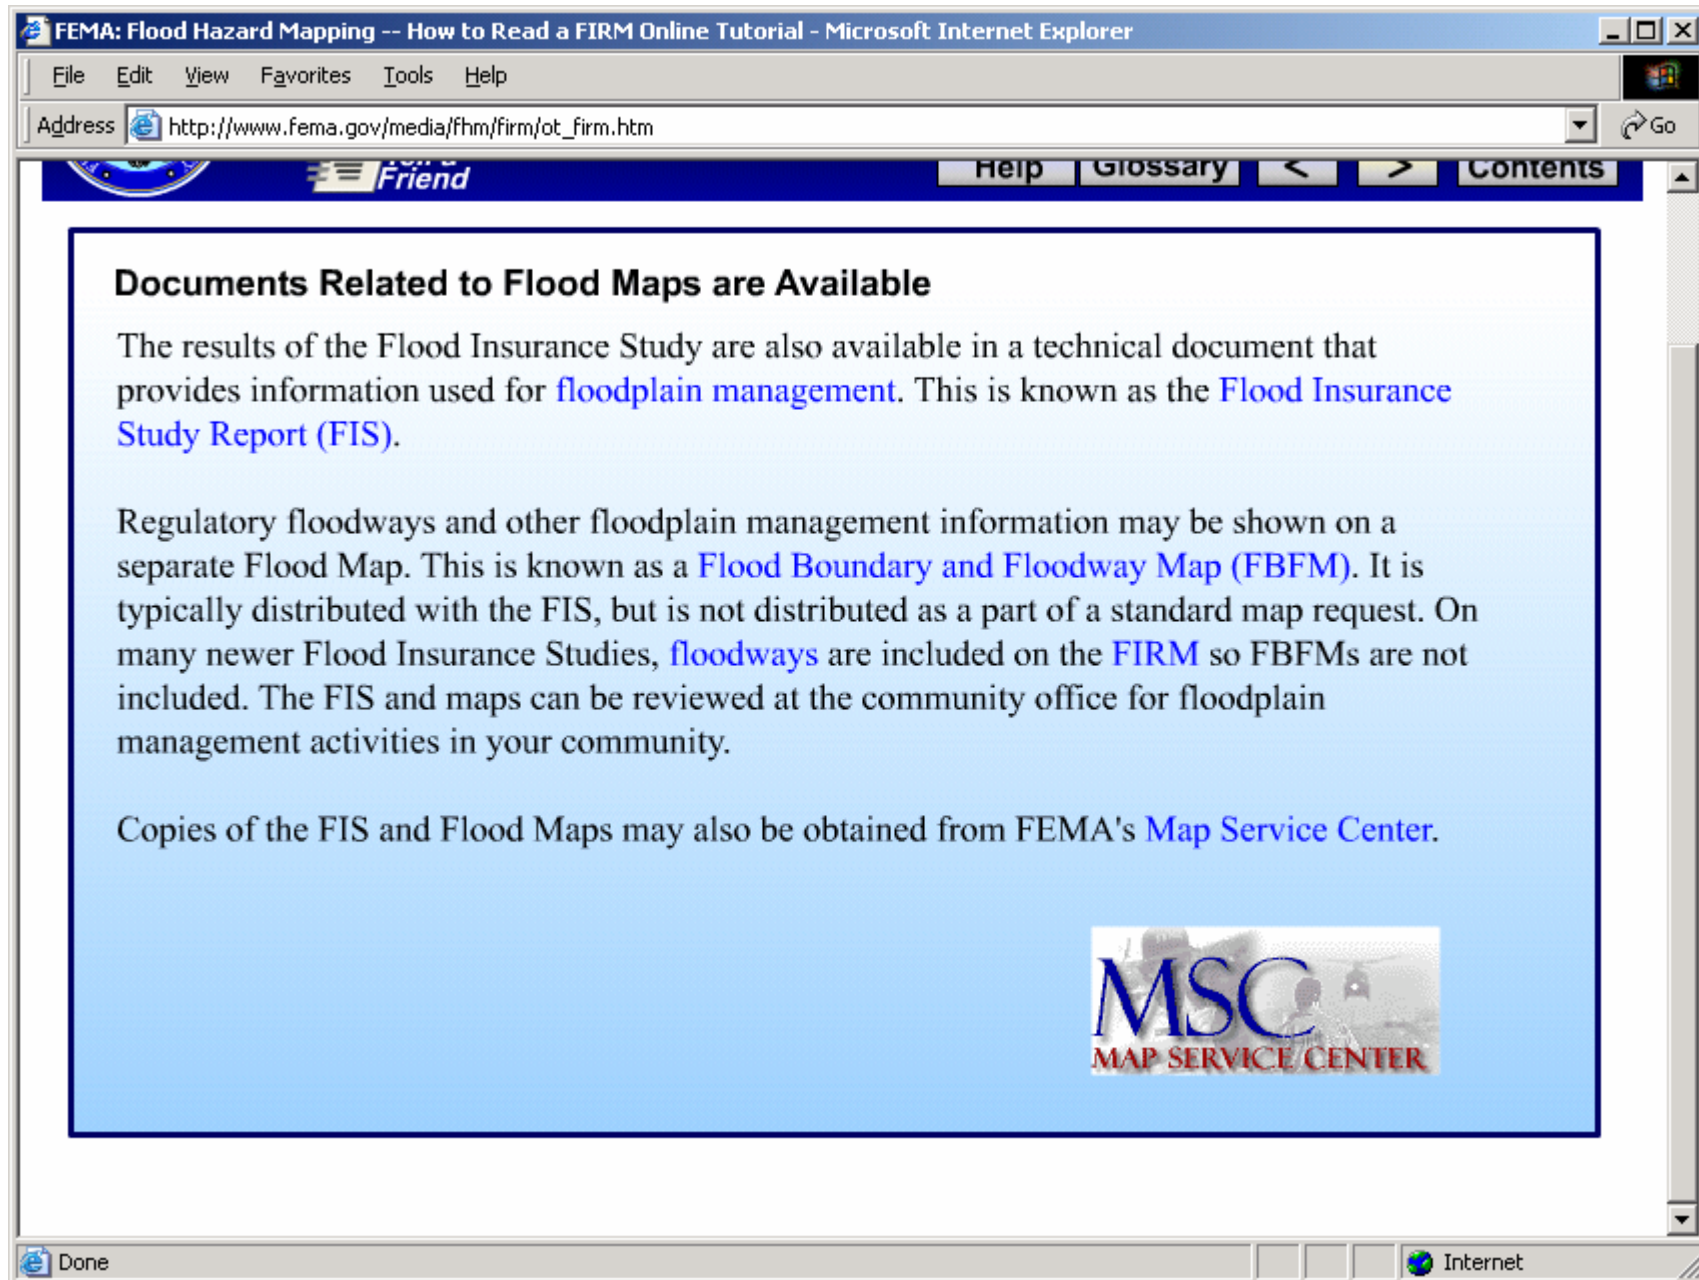 FEMA: Flood Hazard Mapping -- How to Read a FIRM Online Tutorial - Microsoft Internet Explorer
File Edit View Favorites Tools Help
Address http://www.fema.gov/media/fhm/firm/ot_firm.htm Go
Tell a
Friend
Help Glossary < > Contents
Documents Related to Flood Maps are Available
The results of the Flood Insurance Study are also available in a technical document that
provides information used for floodplain management. This is known as the Flood Insurance
Study Report (FIS).
Regulatory floodways and other floodplain management information may be shown on a
separate Flood Map. This is known as a Flood Boundary and Floodway Map (FBFM). It is
typically distributed with the FIS, but is not distributed as a part of a standard map request. On
many newer Flood Insurance Studies, floodways are included on the FIRM so FBFMs are not
included. The FIS and maps can be reviewed at the community office for floodplain
management activities in your community.
Copies of the FIS and Flood Maps may also be obtained from FEMA's Map Service Center.
MSC
MAP SERVICE CENTER
Done Internet